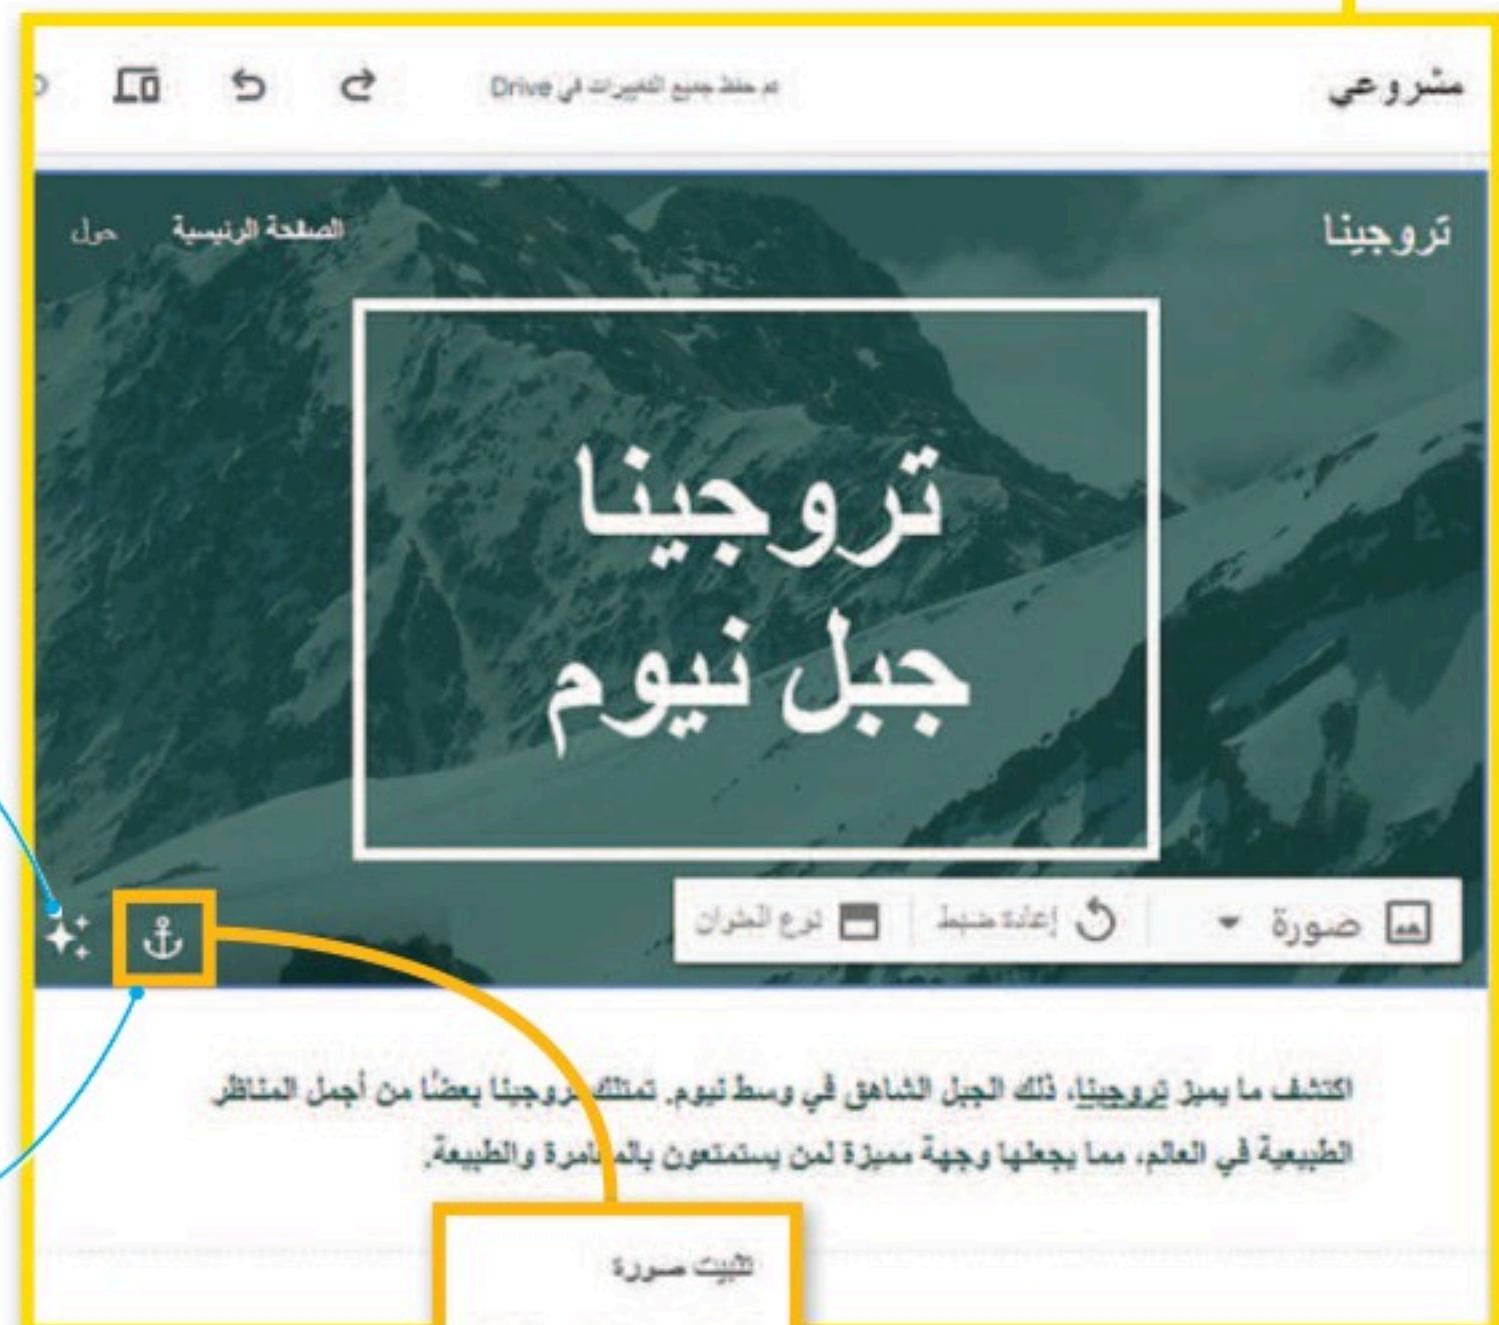 مشروعي
تم حفظ جميع التغييرات في Drive
تروجينا
الصفحة الرئيسية
حول
تروجينا
جبل نيوم
صورة
إعادة ضبط
نوع العنوان
اكتشف ما يميز تروجينا، ذلك الجبل الشاهق في وسط نيوم. تمتلك تروجينا بعضًا من أجمل المناظر
الطبيعية في العالم، مما يجعلها وجهة مميزة لمن يستمتعون بالمغامرة والطبيعة.
تثبيت صورة